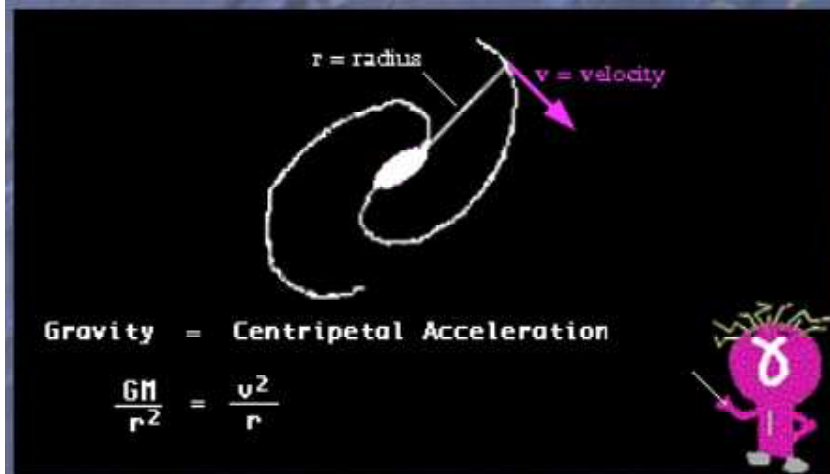 r = radius
v = velocity
Gravity = Centripetal Acceleration
GM/r² = v²/r
γ